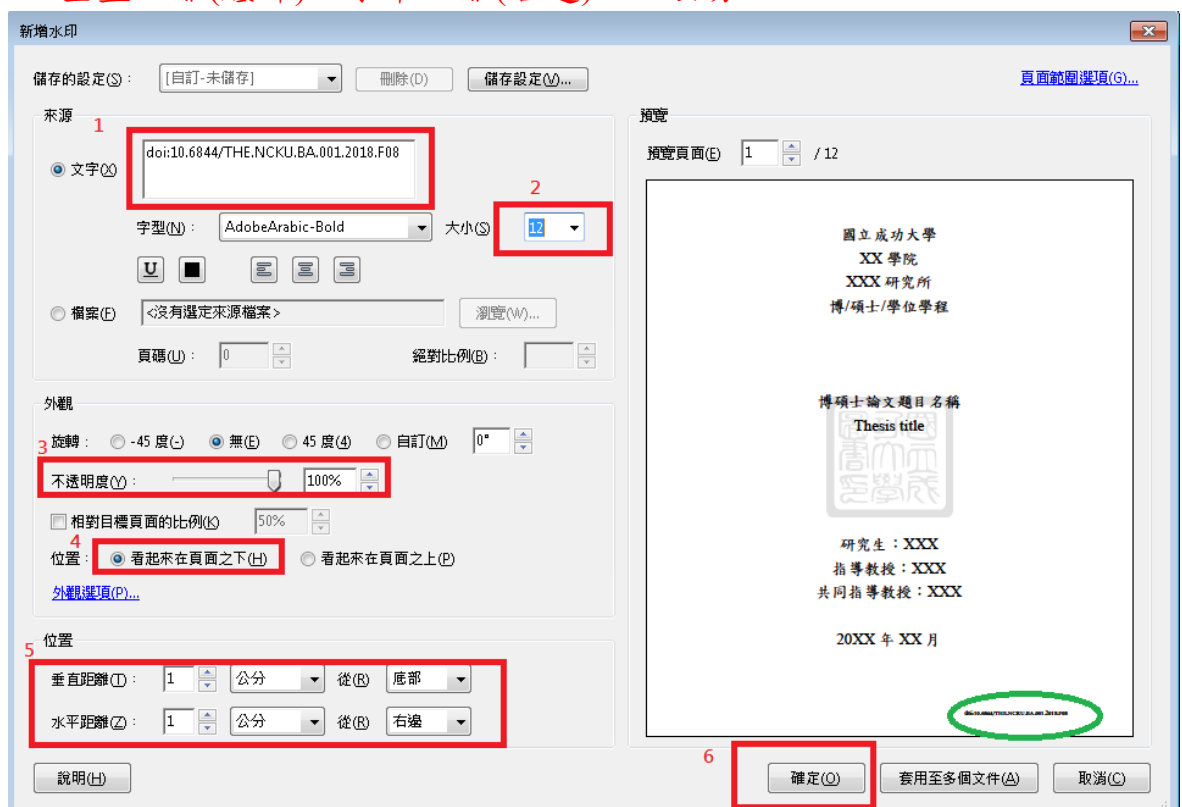 新增水印
儲存的設定(S)： [自訂-未儲存] 刪除(D) 儲存設定(V)... 頁面範圍選項(G)...
來源
1
文字(X) doi:10.6844/THE.NCKU.BA.001.2018.F08
2
字型(N)： AdobeArabic-Bold 大小(S) 12
U
檔案(F) <沒有選定來源檔案> 瀏覽(W)...
頁碼(U)： 0 絕對比例(B)：
外觀
3
旋轉： -45 度(-) 無(E) 45 度(4) 自訂(M) 0°
不透明度(Y)： 100%
相對目標頁面的比例(K) 50%
4
位置： 看起來在頁面之下(H) 看起來在頁面之上(P)
外觀選項(P)...
位置
5
垂直距離(T)： 1 公分 從(R) 底部
水平距離(Z)： 1 公分 從(R) 右邊
說明(H)
預覽
預覽頁面(E) 1 / 12
國立成功大學
XX 學院
XXX 研究所
博/碩士/學位學程
博碩士論文題目名稱
Thesis title
研究生：XXX
指導教授：XXX
共同指導教授：XXX
20XX 年 XX 月
doi:10.6844/THE.NCKU.BA.001.2018.F08
6
確定(O) 套用至多個文件(A) 取消(C)